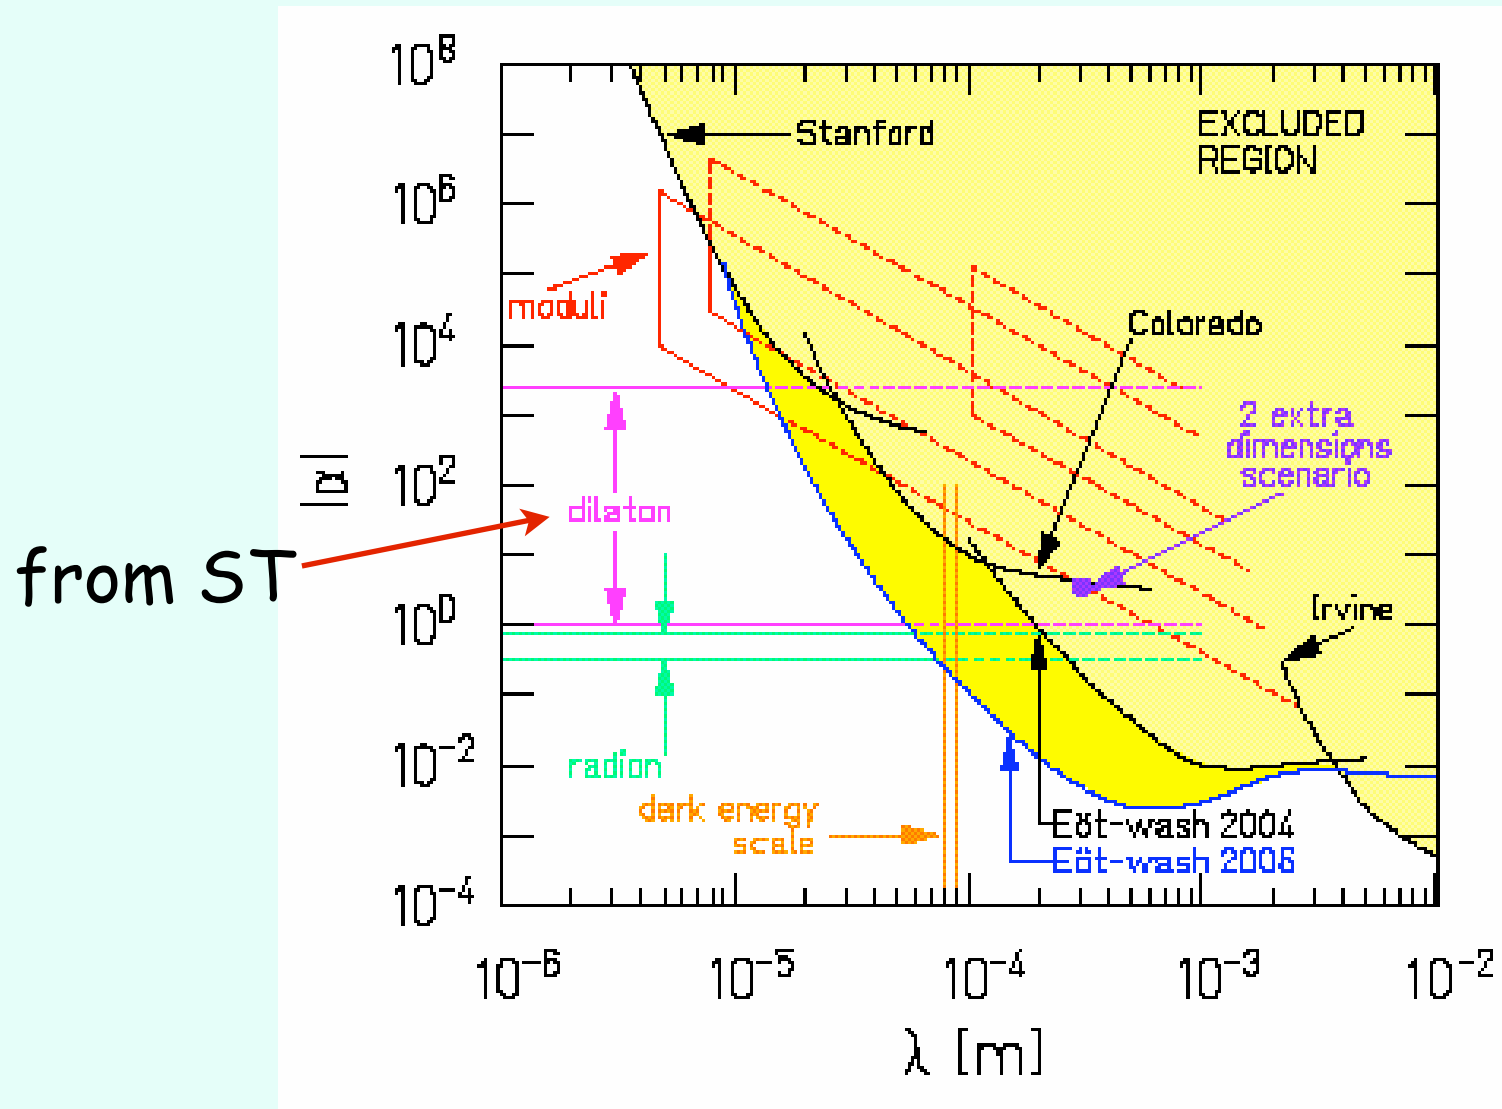 10^8
Stanford
EXCLUDED
REGION
10^6
moduli
Colorado
10^4
2 extra
dimensions
scenario
10^2
|α|
dilaton
from ST
10^0
Irvine
10^-2
radion
dark energy
scale
Eöt-wash 2004
Eöt-wash 2006
10^-4
10^-6 10^-5 10^-4 10^-3 10^-2
λ [m]